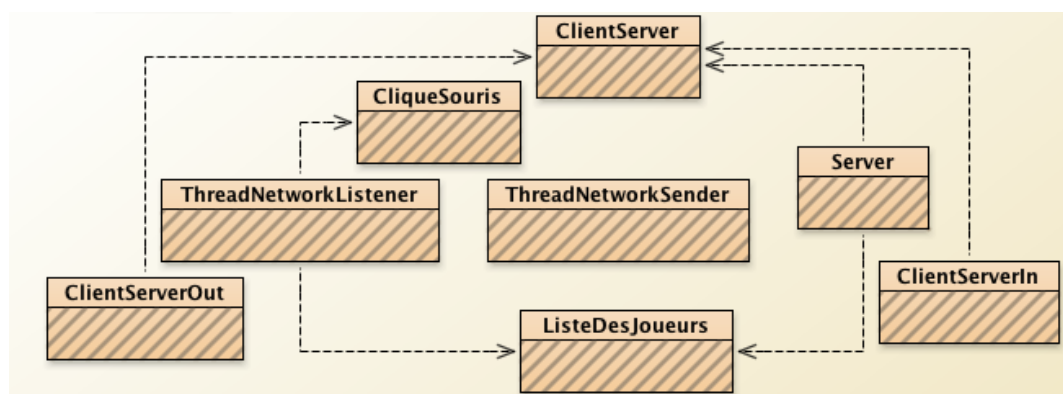 ClientServer
CliqueSouris
Server
ThreadNetworkListener
ThreadNetworkSender
ClientServerOut
ClientServerIn
ListeDesJoueurs